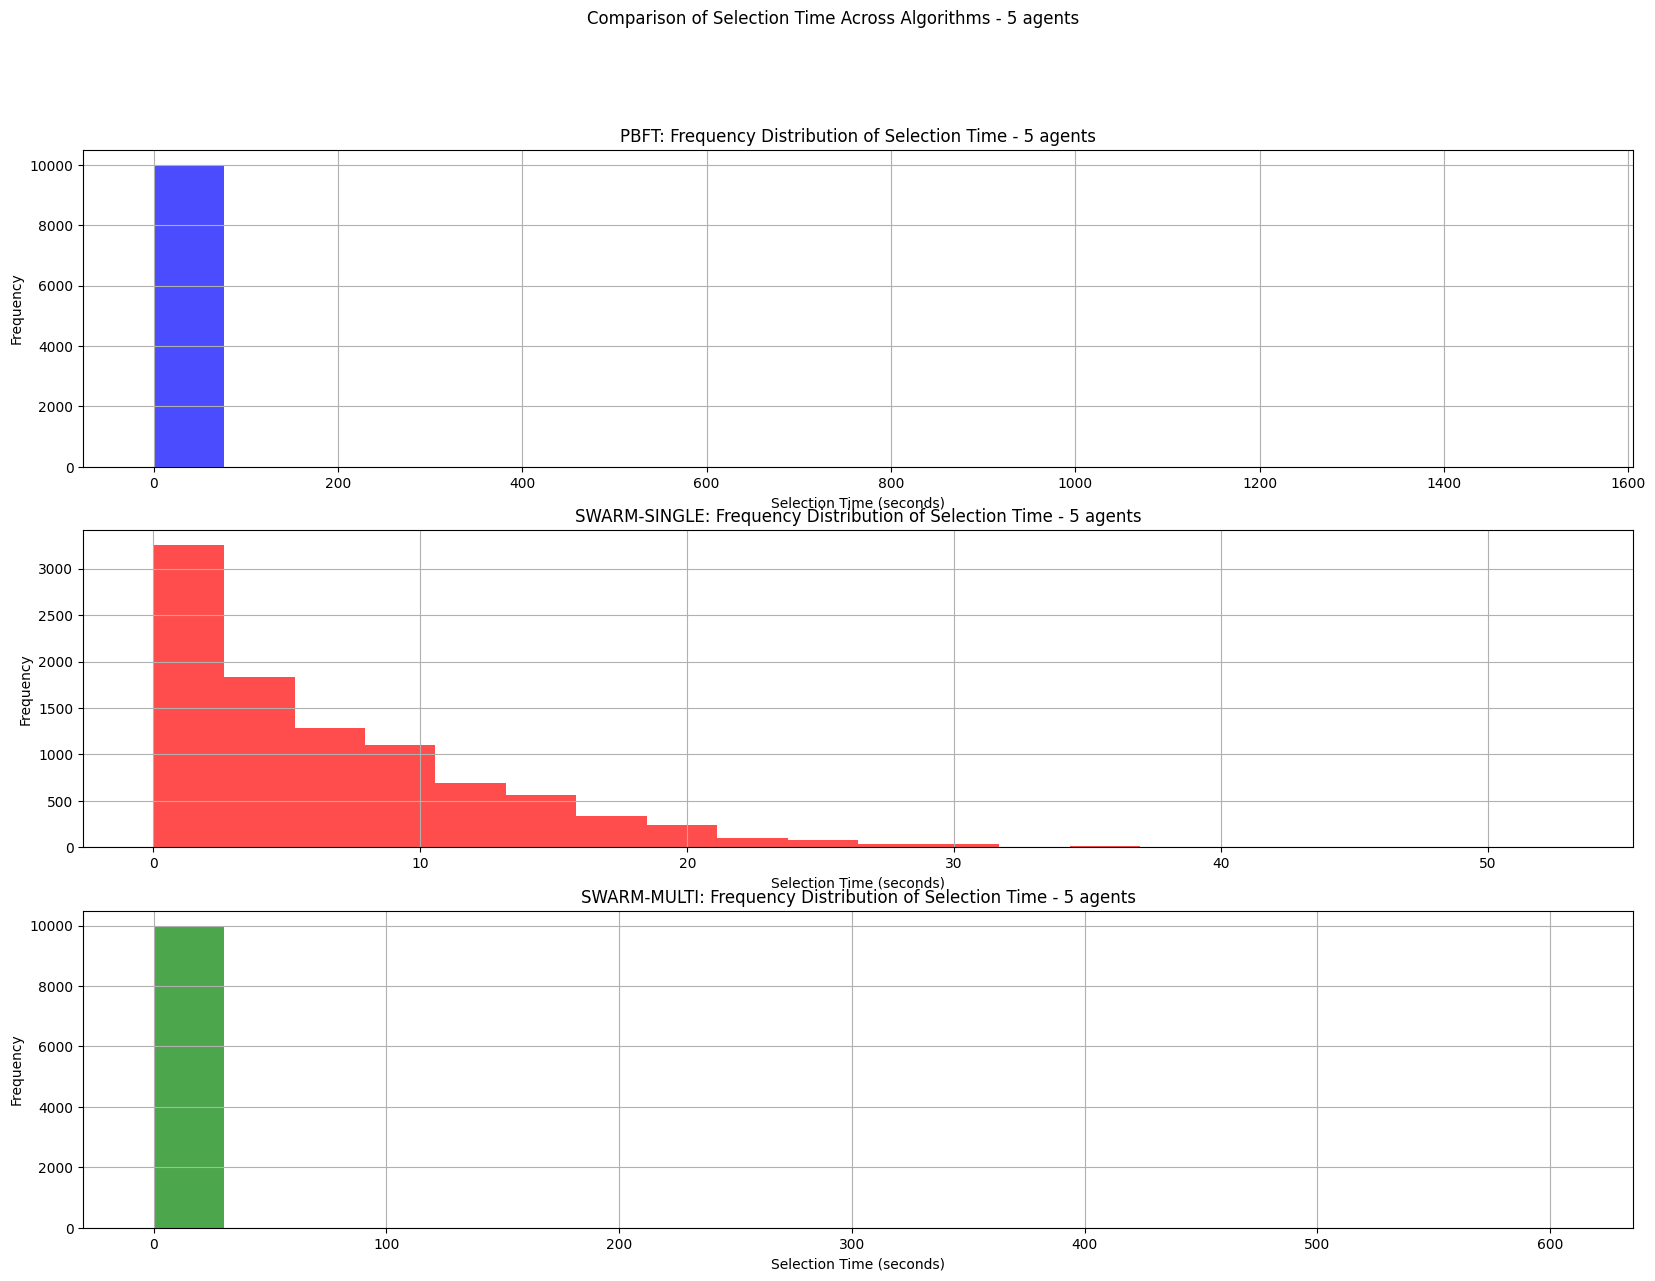 Comparison of Selection Time Across Algorithms - 5 agents
PBFT: Frequency Distribution of Selection Time - 5 agents
10000
8000
6000
4000
2000
0
Frequency
0 200 400 600 800 1000 1200 1400 1600
Selection Time (seconds)
SWARM-SINGLE: Frequency Distribution of Selection Time - 5 agents
3000
2500
2000
1500
1000
500
0
Frequency
0 10 20 30 40 50
Selection Time (seconds)
SWARM-MULTI: Frequency Distribution of Selection Time - 5 agents
10000
8000
6000
4000
2000
0
Frequency
0 100 200 300 400 500 600
Selection Time (seconds)